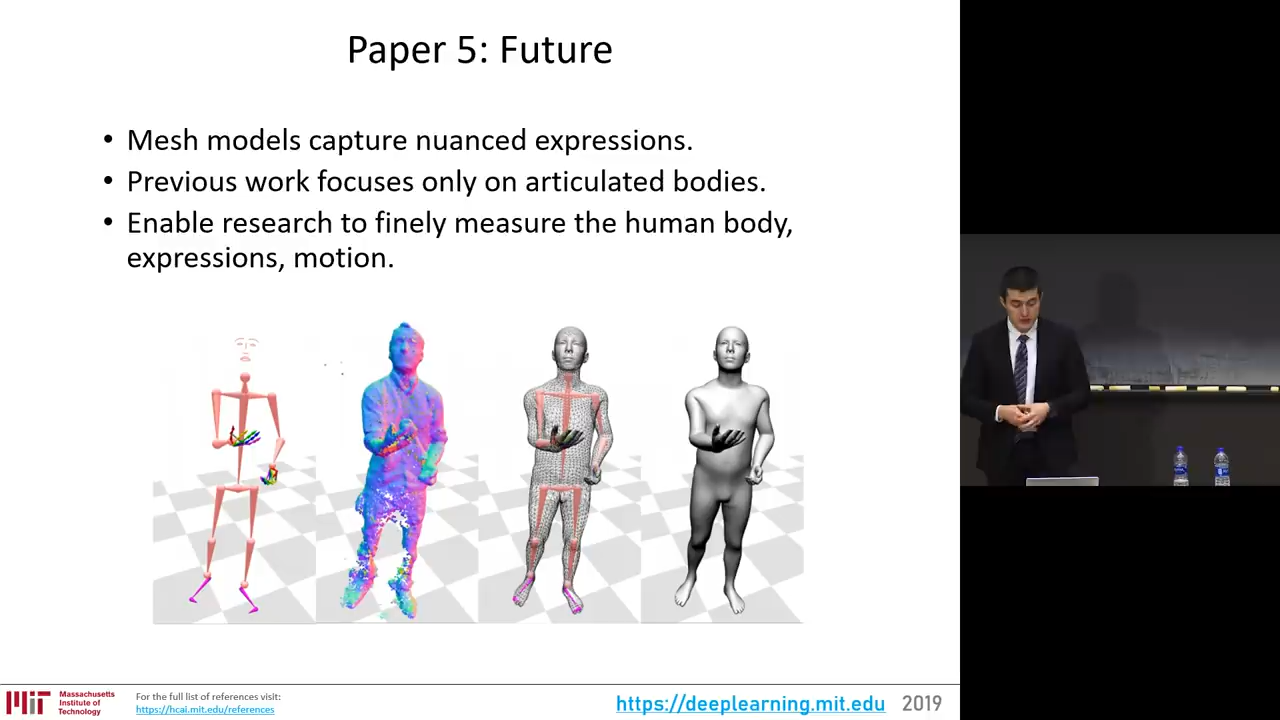 Paper 5: Future
• Mesh models capture nuanced expressions.
• Previous work focuses only on articulated bodies.
• Enable research to finely measure the human body,
expressions, motion.
Massachusetts
Institute of
Technology
For the full list of references visit:
https://hcai.mit.edu/references
https://deeplearning.mit.edu 2019